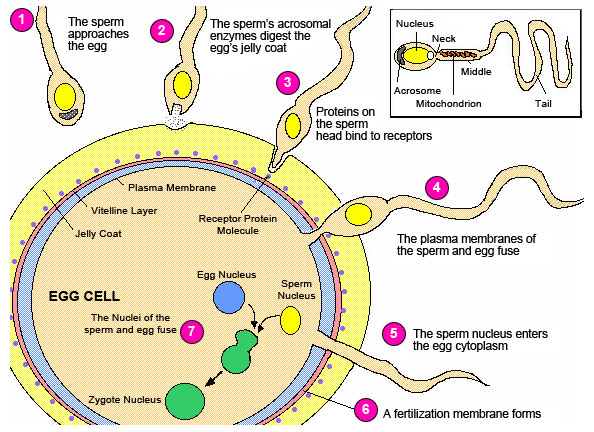 1
The sperm
approaches
the egg
2
The sperm's acrosomal
enzymes digest the
egg's jelly coat
3
Proteins on
the sperm
head bind to receptors
Nucleus
Neck
Middle
Acrosome
Mitochondrion
Tail
4
The plasma membranes of
the sperm and egg fuse
Plasma Membrane
Vitelline Layer
Jelly Coat
Receptor Protein
Molecule
EGG CELL
Egg Nucleus
Sperm
Nucleus
The Nuclei of the
sperm and egg fuse
7
Zygote Nucleus
5
The sperm nucleus enters
the egg cytoplasm
6
A fertilization membrane forms